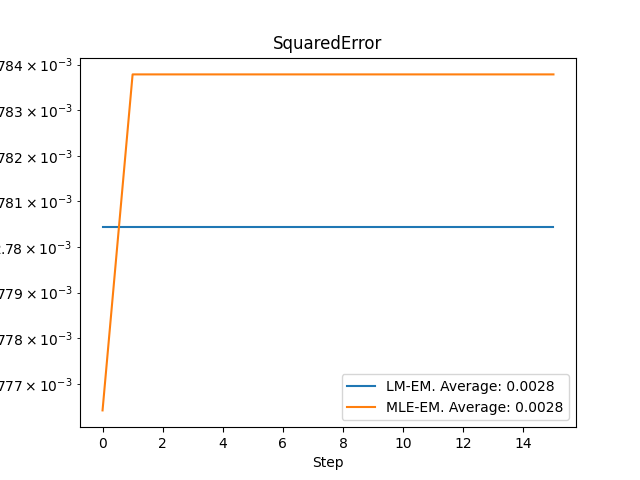 SquaredError
784 × 10⁻³
783 × 10⁻³
782 × 10⁻³
781 × 10⁻³
.78 × 10⁻³
779 × 10⁻³
778 × 10⁻³
777 × 10⁻³
LM-EM. Average: 0.0028
MLE-EM. Average: 0.0028
0 2 4 6 8 10 12 14
Step